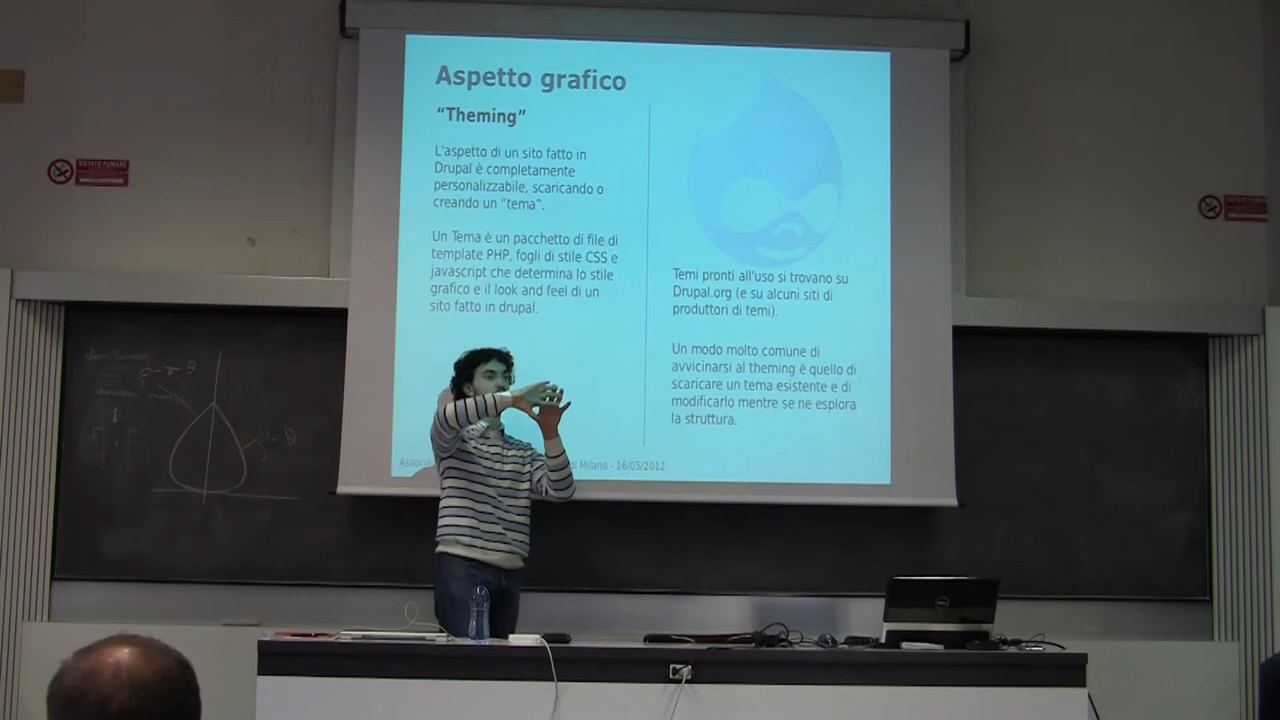 Aspetto grafico
“Theming”
L'aspetto di un sito fatto in
Drupal è completamente
personalizzabile, scaricando o
creando un "tema".
Un Tema è un pacchetto di file di
template PHP, fogli di stile CSS e
javascript che determina lo stile
grafico e il look and feel di un
sito fatto in drupal.
Temi pronti all'uso si trovano su
Drupal.org (e su alcuni siti di
produttori di temi).
Un modo molto comune di
avvicinarsi al theming è quello di
scaricare un tema esistente e di
modificarlo mentre se ne esplora
la struttura.
di Milano - 16/05/2012
VIETATO FUMARE
DELL